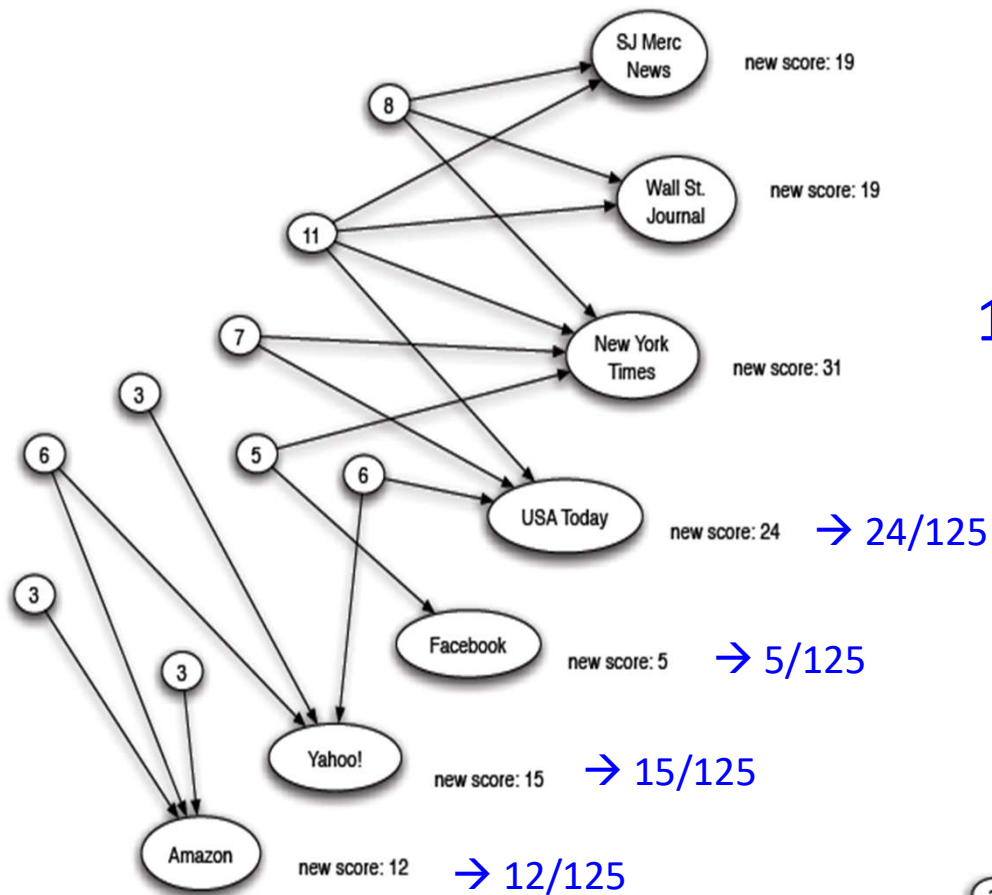 SJ Merc
News
new score: 19
8
Wall St.
Journal
new score: 19
11
New York
Times
new score: 31
1
7
3
6
5
6
USA Today
new score: 24
→ 24/125
3
Facebook
new score: 5
→ 5/125
3
Yahoo!
new score: 15
→ 15/125
Amazon
new score: 12
→ 12/125